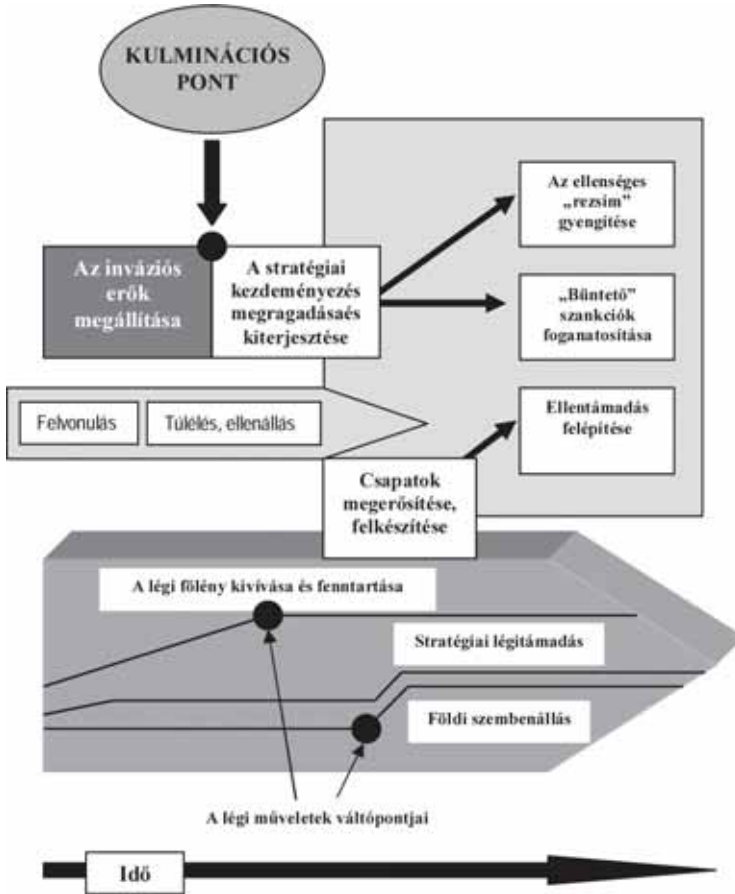 KULMINÁCIÓS
PONT
Az ellenséges
„rezsim”
gyengítése
Az inváziós
erők
megállítása
A stratégiai
kezdeményezés
megragadásaés
kiterjesztése
„Büntető”
szankciók
foganatosítása
Felvonulás
Túlélés, ellenállás
Ellentámadás
felépítése
Csapatok
megerősítése,
felkészítése
A légi fölény kivívása és fenntartása
Stratégiai légitámadás
Földi szembenállás
A légi műveletek váltópontjai
Idő